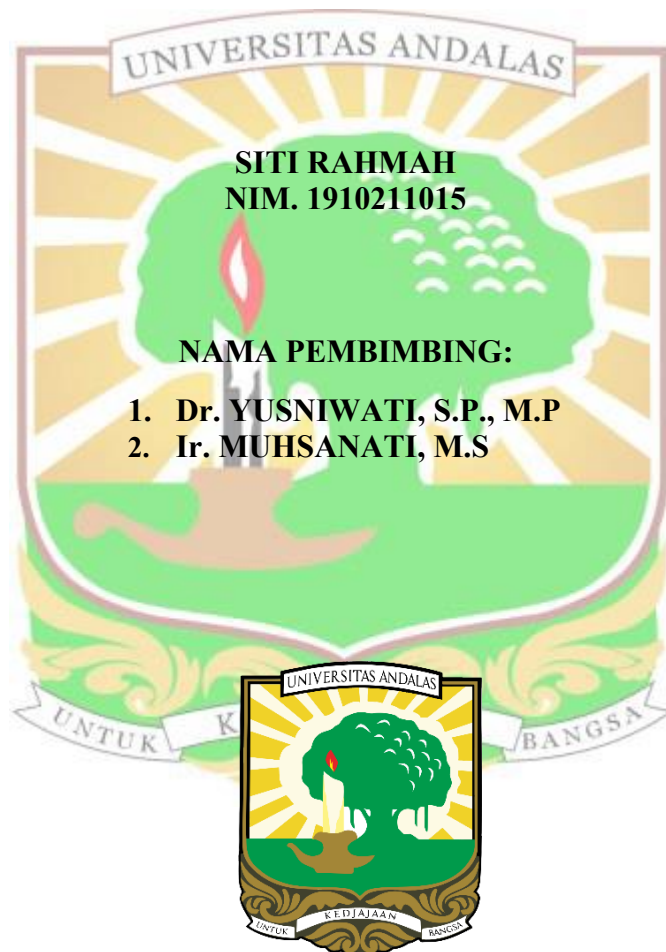 UNIVERSITAS ANDALAS
SITI RAHMAH
NIM. 1910211015
NAMA PEMBIMBING:
1. Dr. YUSNIWATI, S.P., M.P
2. Ir. MUHSANATI, M.S
UNIVERSITAS ANDALAS
UNTUK K BANGSA
KEDJAJAAN
UNTUK BANGSA